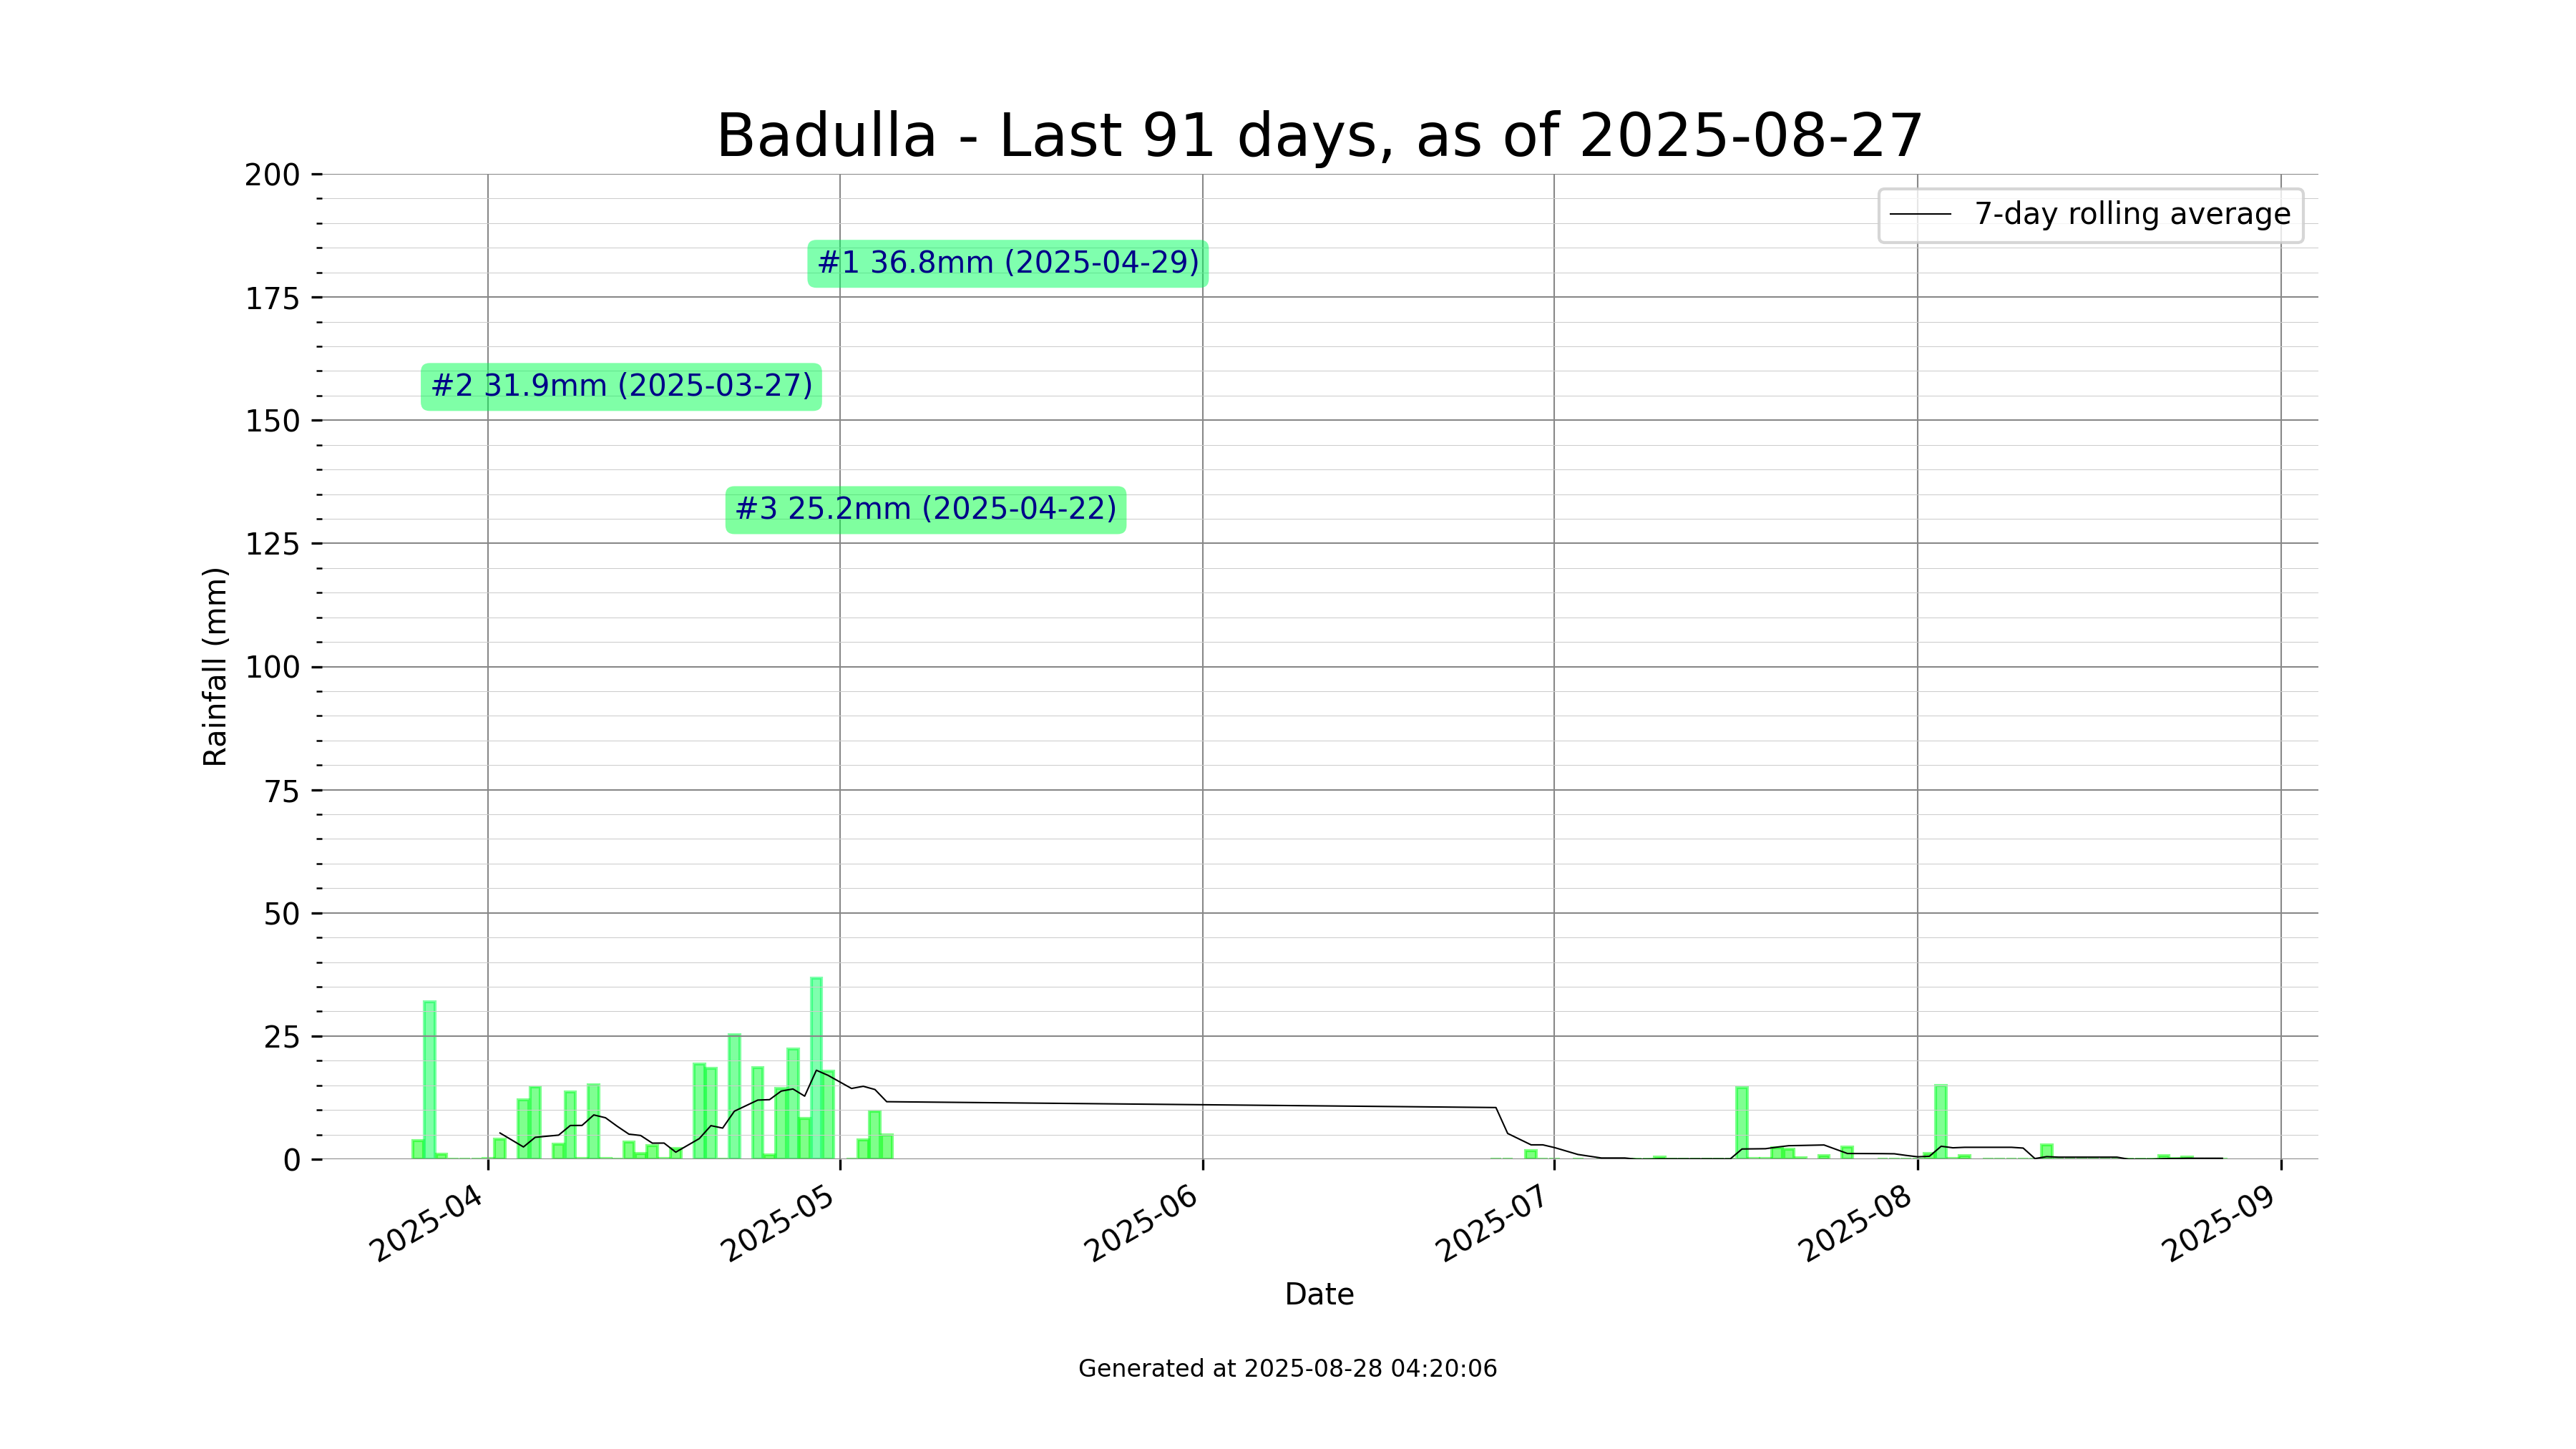 Badulla - Last 91 days, as of 2025-08-27
7-day rolling average
#1 36.8mm (2025-04-29)
#2 31.9mm (2025-03-27)
#3 25.2mm (2025-04-22)
Rainfall (mm)
200
175
150
125
100
75
50
25
0
2025-04
2025-05
2025-06
2025-07
2025-08
2025-09
Date
Generated at 2025-08-28 04:20:06